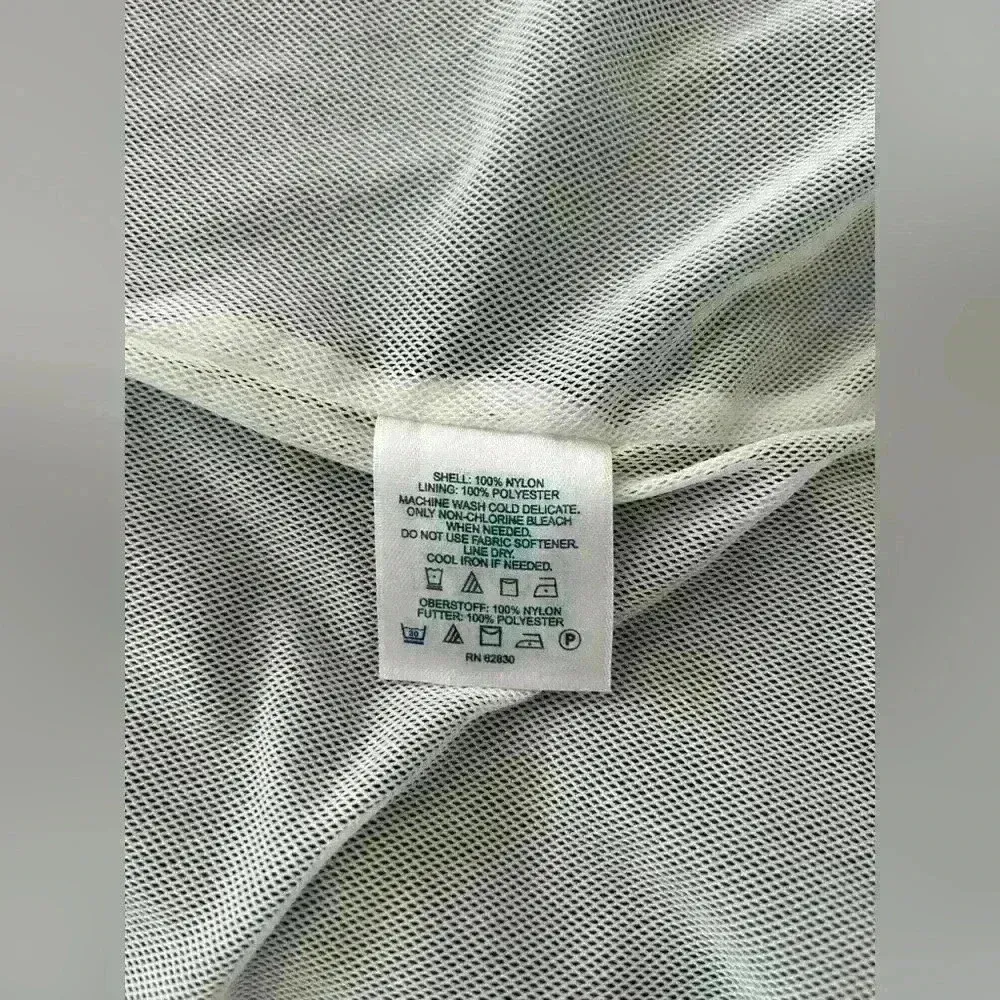 SHELL: 100% NYLON
LINING: 100% POLYESTER
MACHINE WASH COLD DELICATE.
ONLY NON-CHLORINE BLEACH
WHEN NEEDED.
DO NOT USE FABRIC SOFTENER.
LINE DRY.
COOL IRON IF NEEDED.
OBERSTOFF: 100% NYLON
FUTTER: 100% POLYESTER
30
P
RN 62830